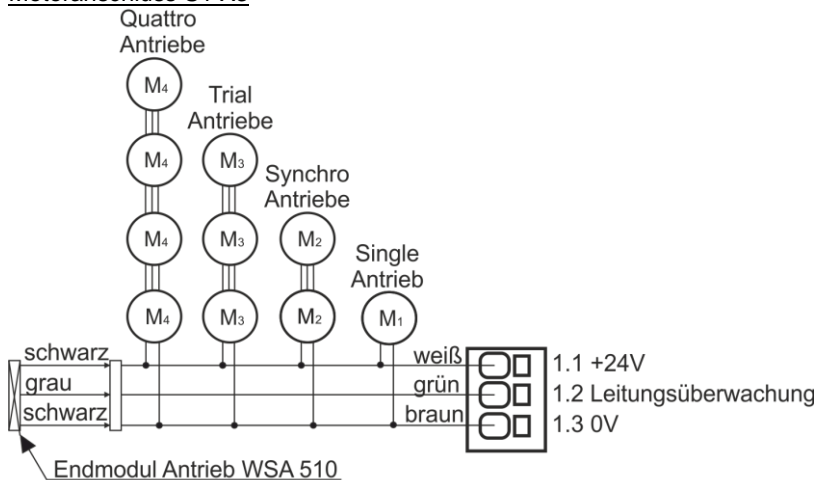 Quattro
Antriebe
M4
Trial
Antriebe
M4
M3
Synchro
Antriebe
M4
M3
M2
Single
Antrieb
M4
M3
M2
M1
schwarz
weiß
1.1 +24V
grau
grün
1.2 Leitungsüberwachung
schwarz
braun
1.3 0V
Endmodul Antrieb WSA 510